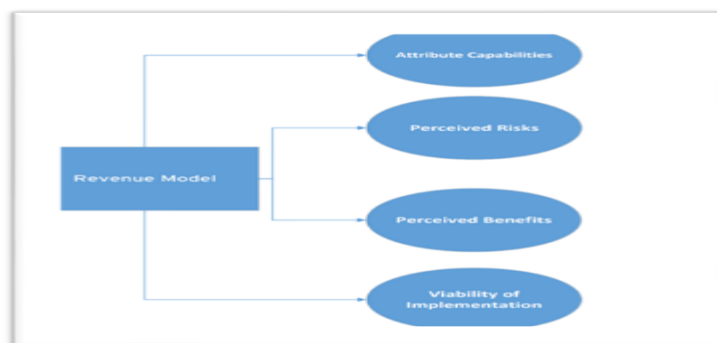 Attribute Capabilities
Perceived Risks
Revenue Model
Perceived Benefits
Viability of
Implementation